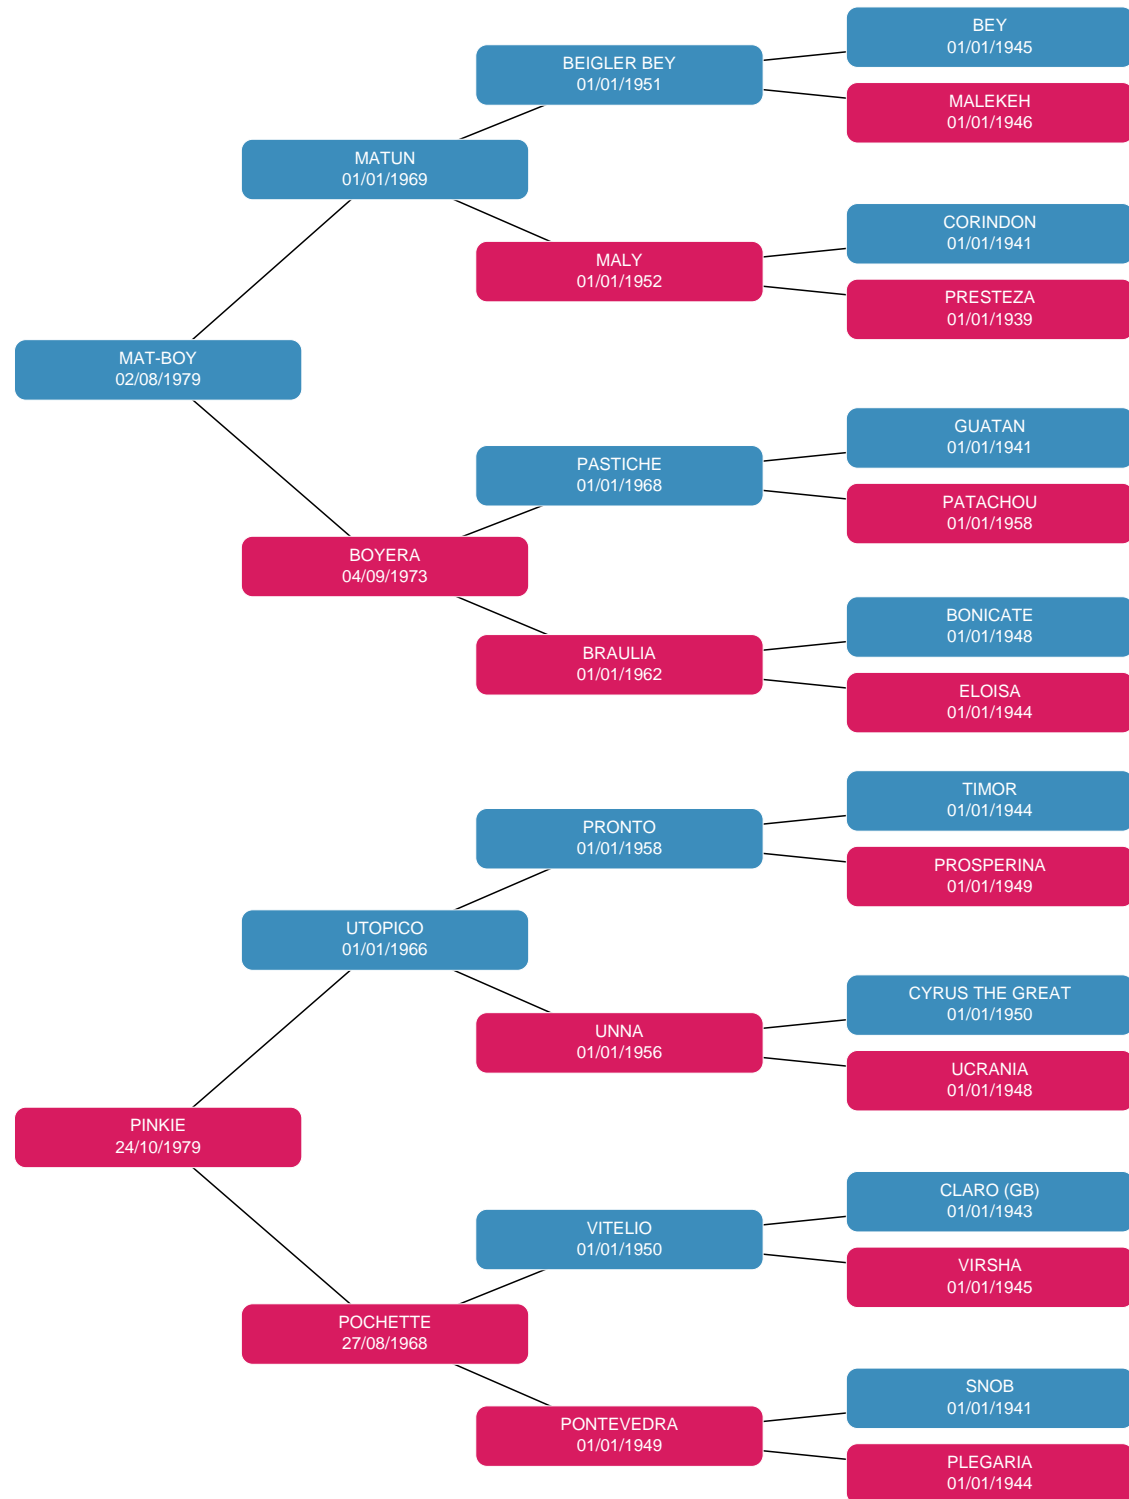 BEY
01/01/1945
BEIGLER BEY
01/01/1951
MALEKEH
01/01/1946
MATUN
01/01/1969
CORINDON
01/01/1941
MALY
01/01/1952
PRESTEZA
01/01/1939
MAT-BOY
02/08/1979
GUATAN
01/01/1941
PASTICHE
01/01/1968
PATACHOU
01/01/1958
BOYERA
04/09/1973
BONICATE
01/01/1948
BRAULIA
01/01/1962
ELOISA
01/01/1944
TIMOR
01/01/1944
PRONTO
01/01/1958
PROSPERINA
01/01/1949
UTOPICO
01/01/1966
CYRUS THE GREAT
01/01/1950
UNNA
01/01/1956
UCRANIA
01/01/1948
PINKIE
24/10/1979
CLARO (GB)
01/01/1943
VITELIO
01/01/1950
VIRSHA
01/01/1945
POCHETTE
27/08/1968
SNOB
01/01/1941
PONTEVEDRA
01/01/1949
PLEGARIA
01/01/1944